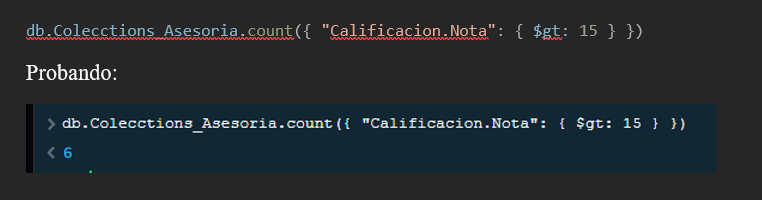 db.Colecctions_Asesoria.count({ "Calificacion.Nota": { $gt: 15 } })
Probando:
> db.Colecctions_Asesoria.count({ "Calificacion.Nota": { $gt: 15 } })
< 6